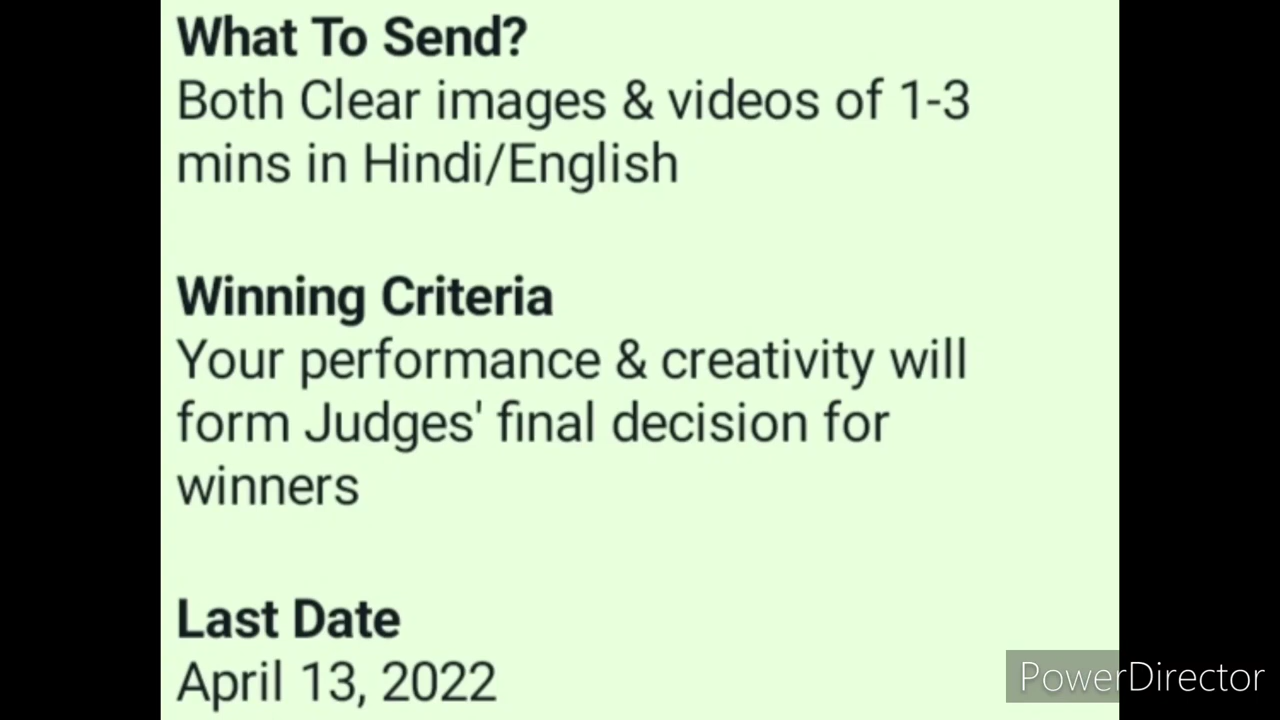 What To Send?
Both Clear images & videos of 1-3
mins in Hindi/English
Winning Criteria
Your performance & creativity will
form Judges' final decision for
winners
Last Date
April 13, 2022
PowerDirector